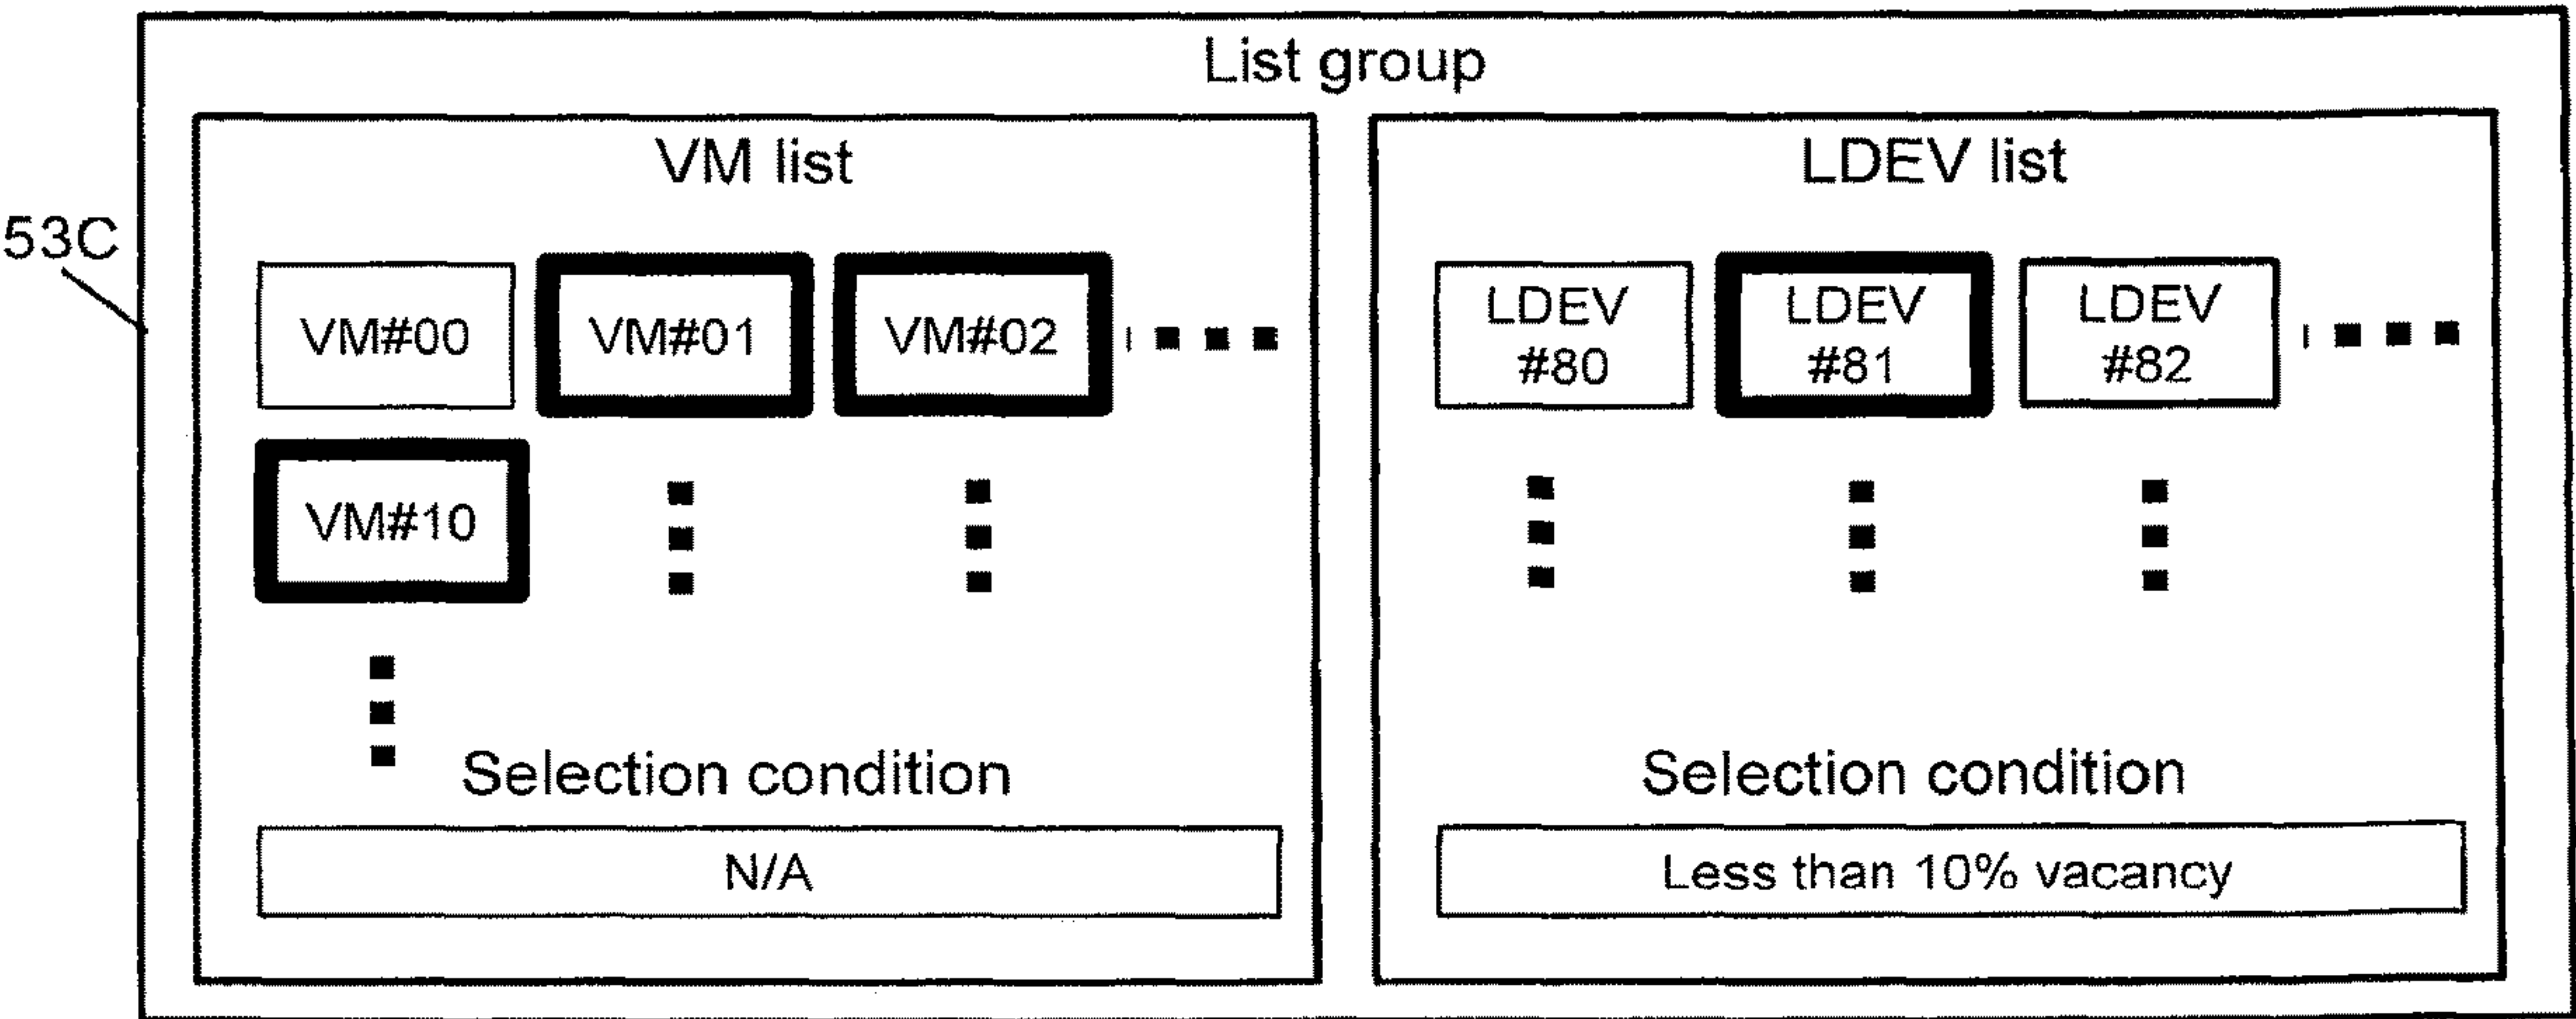 List group
53C
VM list
VM#00
VM#01
VM#02
VM#10
Selection condition
N/A
LDEV list
LDEV
#80
LDEV
#81
LDEV
#82
Selection condition
Less than 10% vacancy